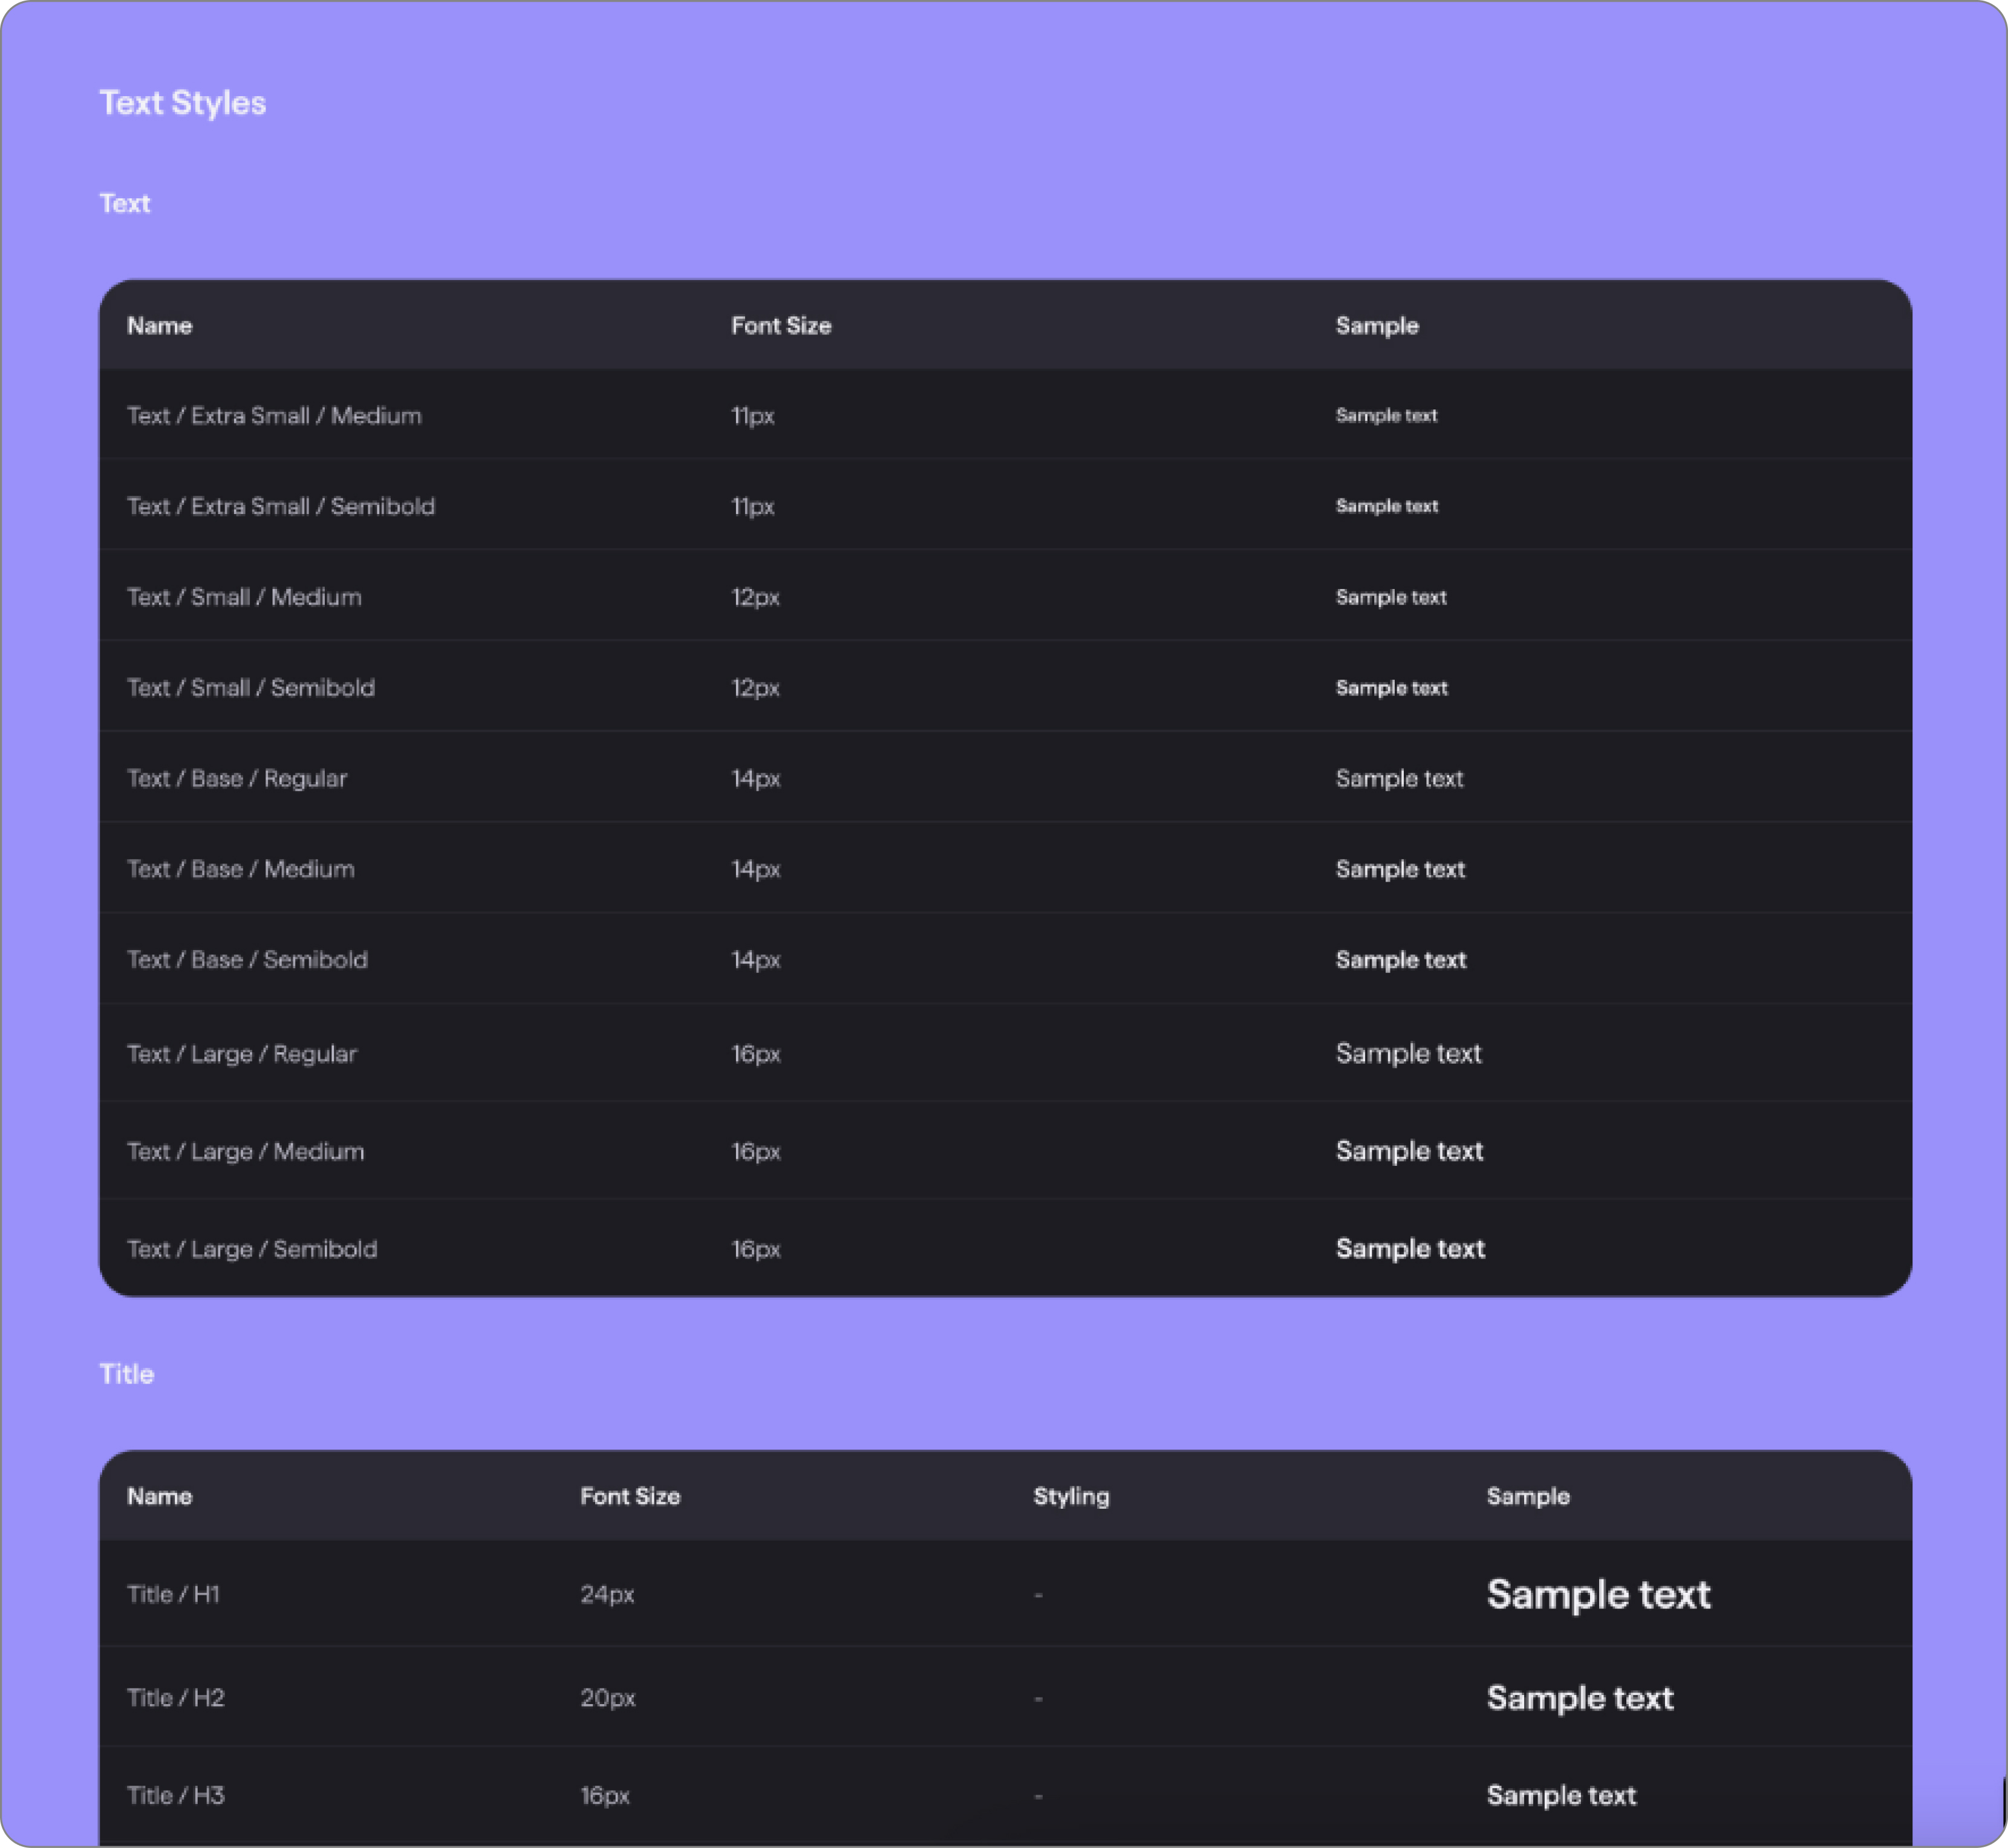 Text Styles
Text
Name Font Size Sample
Text / Extra Small / Medium 11px Sample text
Text / Extra Small / Semibold 11px Sample text
Text / Small / Medium 12px Sample text
Text / Small / Semibold 12px Sample text
Text / Base / Regular 14px Sample text
Text / Base / Medium 14px Sample text
Text / Base / Semibold 14px Sample text
Text / Large / Regular 16px Sample text
Text / Large / Medium 16px Sample text
Text / Large / Semibold 16px Sample text
Title
Name Font Size Styling Sample
Title / H1 24px - Sample text
Title / H2 20px - Sample text
Title / H3 16px - Sample text